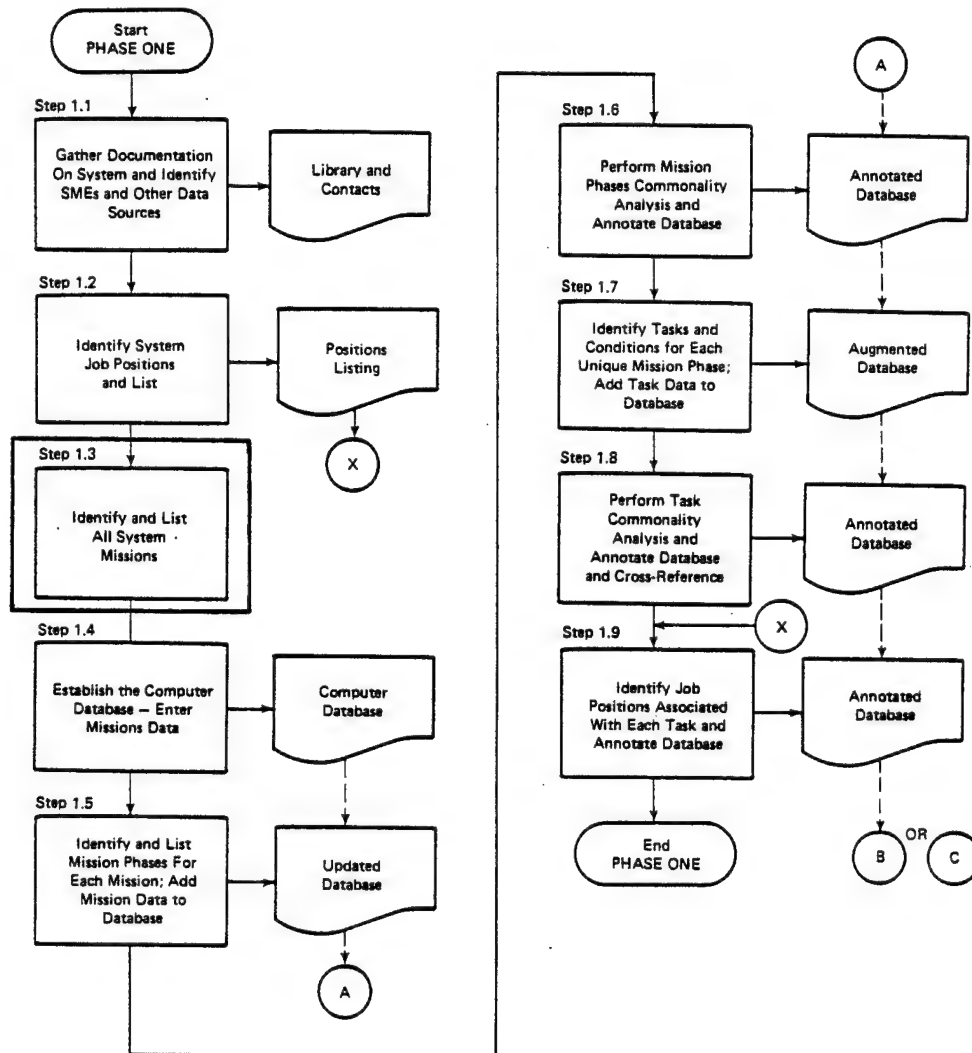 Start
PHASE ONE
Step 1.1
Gather Documentation
On System and Identify
SMEs and Other Data
Sources
Library and
Contacts
Step 1.2
Identify System
Job Positions
and List
Positions
Listing
X
Step 1.3
Identify and List
All System
Missions
Step 1.4
Establish the Computer
Database – Enter
Missions Data
Computer
Database
Step 1.5
Identify and List
Mission Phases For
Each Mission; Add
Mission Data to
Database
Updated
Database
A
A
Step 1.6
Perform Mission
Phases Commonality
Analysis and
Annotate Database
Annotated
Database
Step 1.7
Identify Tasks and
Conditions for Each
Unique Mission Phase;
Add Task Data to
Database
Augmented
Database
Step 1.8
Perform Task
Commonality
Analysis and
Annotate Database
and Cross-Reference
Annotated
Database
X
Step 1.9
Identify Job
Positions Associated
With Each Task and
Annotate Database
Annotated
Database
End
PHASE ONE
B
OR
C